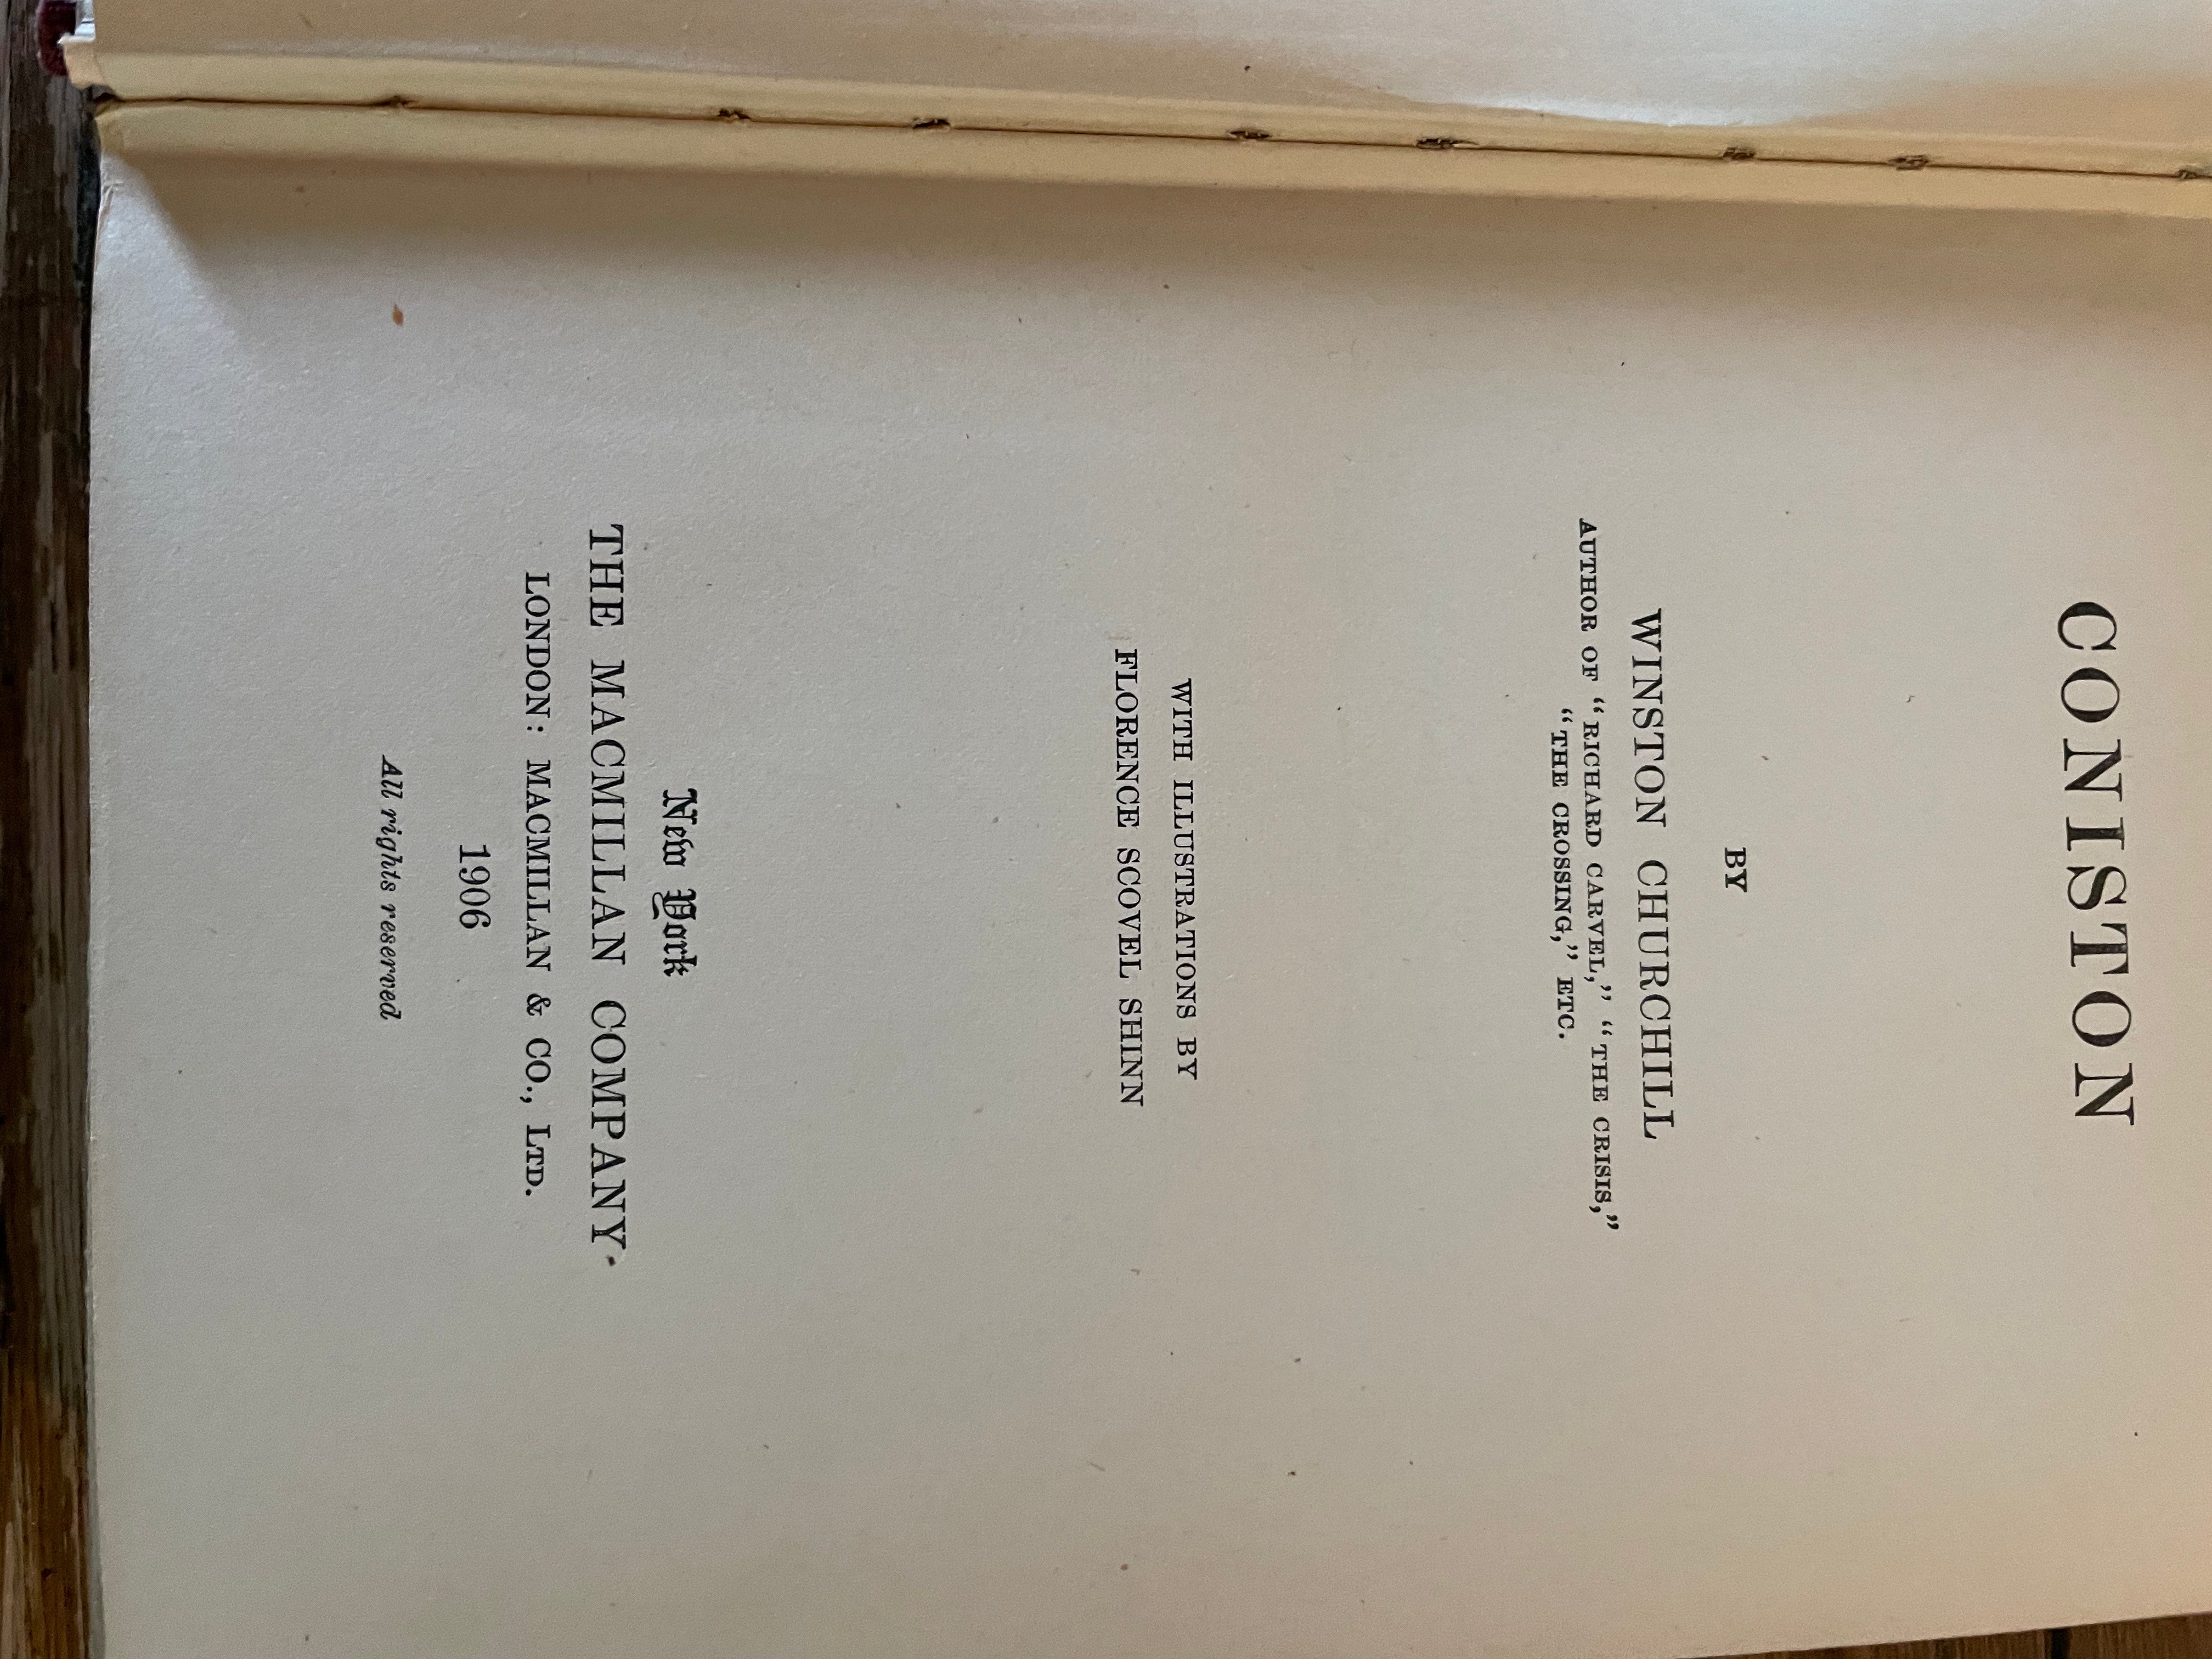 CONISTON
BY
WINSTON CHURCHILL
AUTHOR OF "RICHARD CARVEL," "THE CRISIS,"
"THE CROSSING," ETC.
WITH ILLUSTRATIONS BY
FLORENCE SCOVEL SHINN
New York
THE MACMILLAN COMPANY
LONDON: MACMILLAN & CO., LTD.
1906
All rights reserved